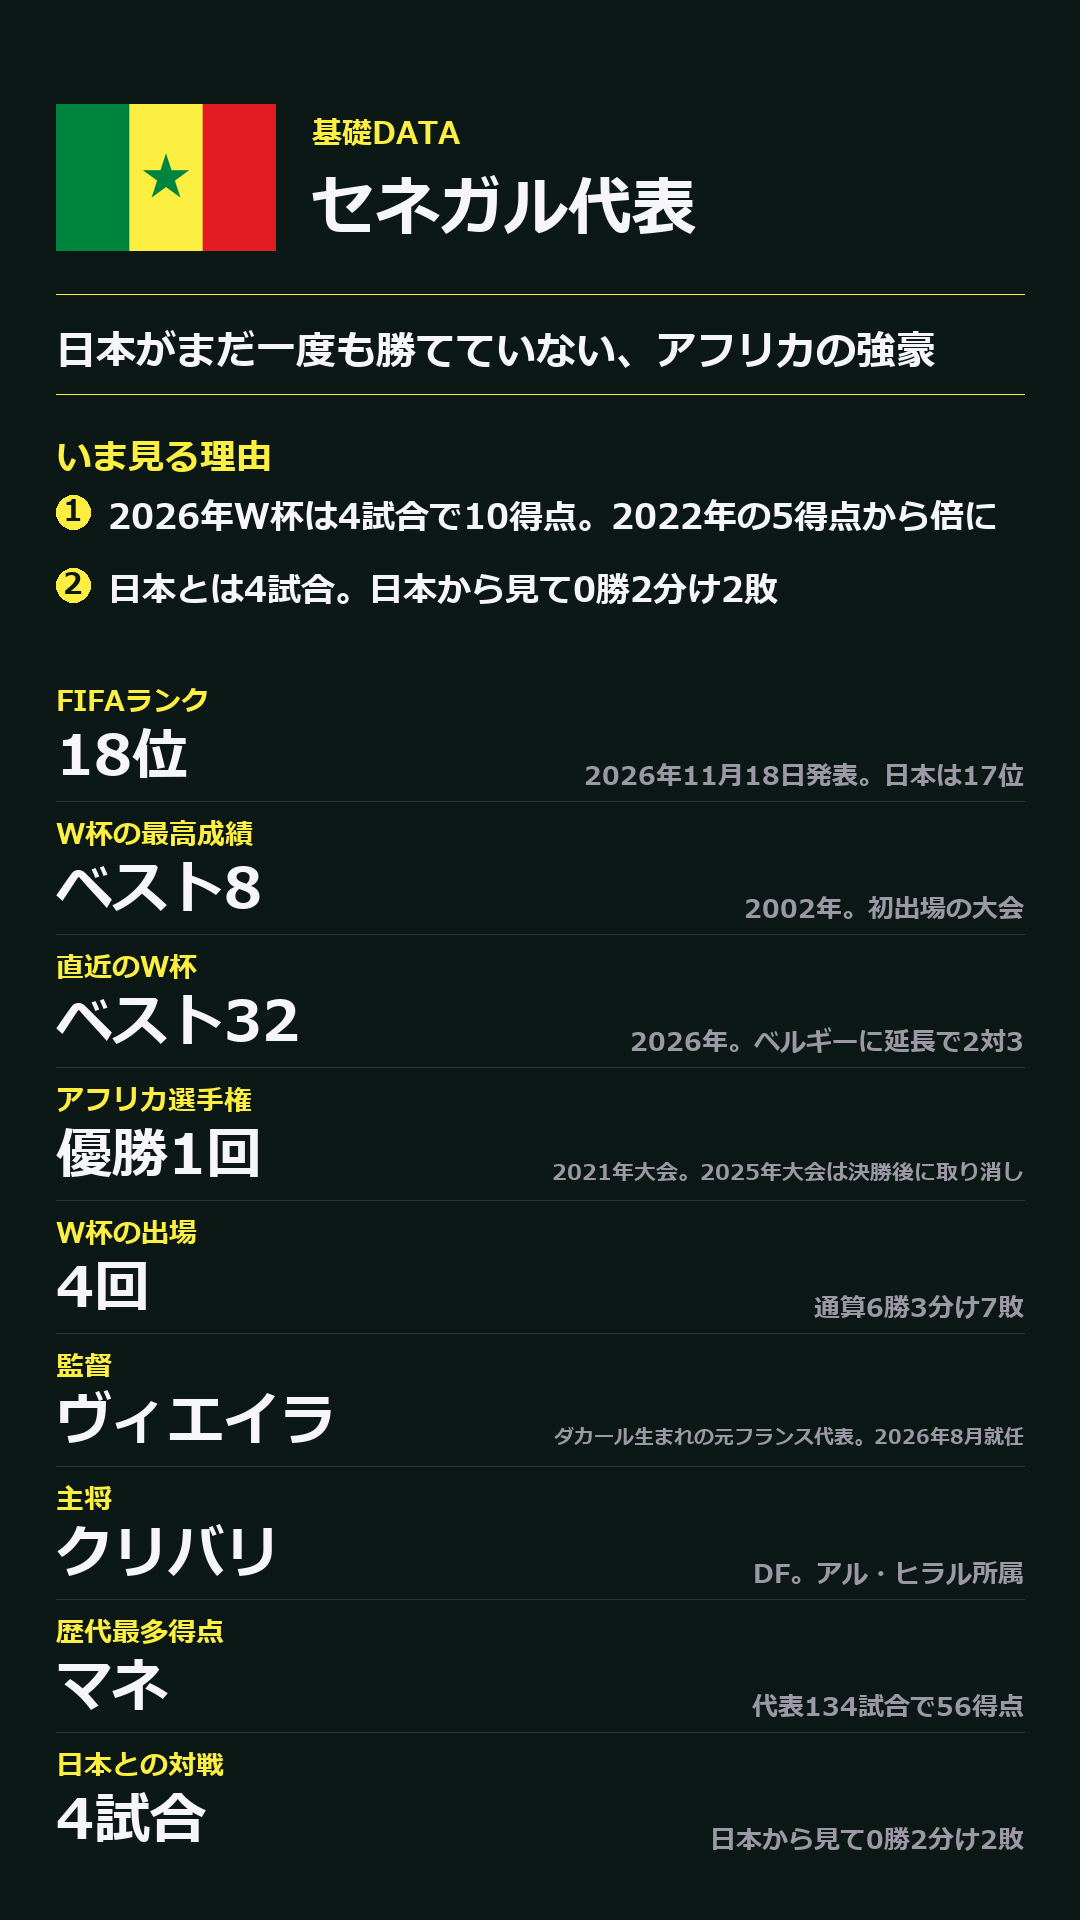 基礎DATA
セネガル代表
日本がまだ一度も勝てていない、アフリカの強豪
いま見る理由
1 2026年W杯は4試合で10得点。2022年の5得点から倍に
2 日本とは4試合。日本から見て0勝2分け2敗
FIFAランク
18位 2026年11月18日発表。日本は17位
W杯の最高成績
ベスト8 2002年。初出場の大会
直近のW杯
ベスト32 2026年。ベルギーに延長で2対3
アフリカ選手権
優勝1回 2021年大会。2025年大会は決勝後に取り消し
W杯の出場
4回 通算6勝3分け7敗
監督
ヴィエイラ ダカール生まれの元フランス代表。2026年8月就任
主将
クリバリ DF。アル・ヒラル所属
歴代最多得点
マネ 代表134試合で56得点
日本との対戦
4試合 日本から見て0勝2分け2敗